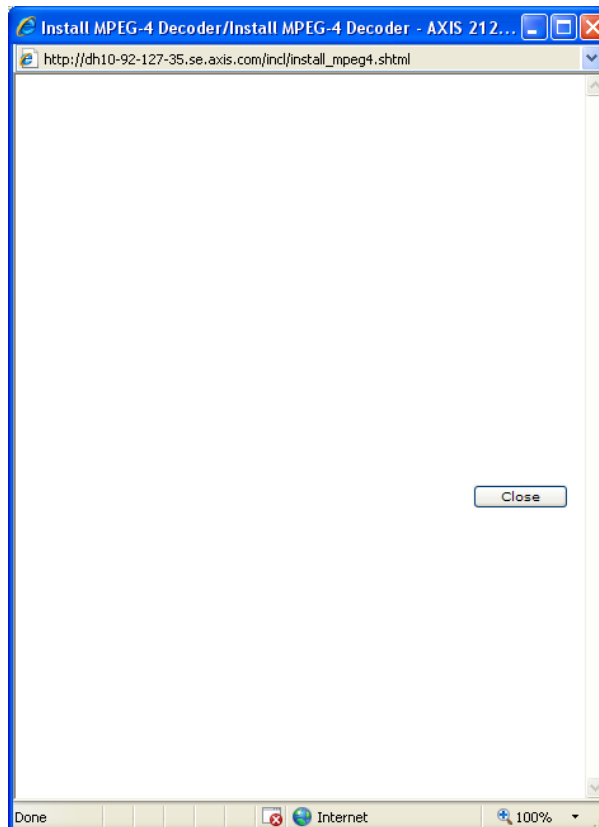 Install MPEG-4 Decoder/Install MPEG-4 Decoder - AXIS 212...
http://dh10-92-127-35.se.axis.com/incl/install_mpeg4.shtml
Close
Done Internet 100%